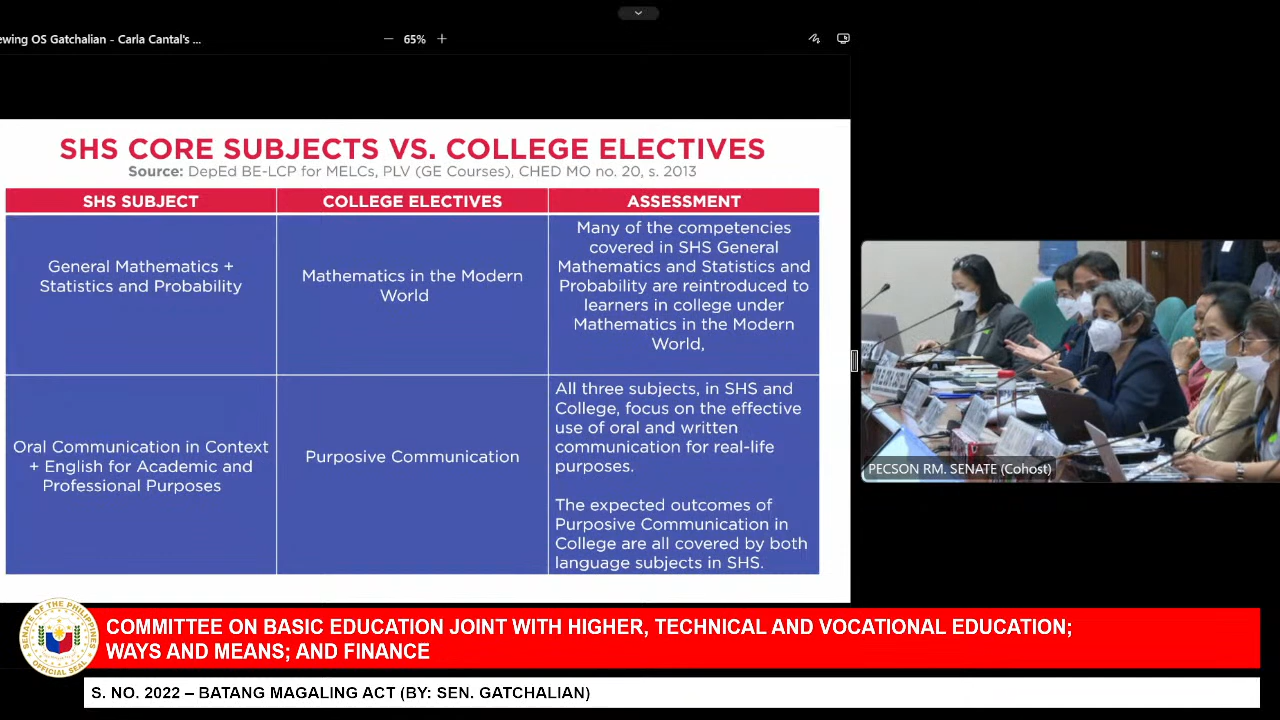 ewing OS Gatchalian - Carla Cantal's ...
65%
SHS CORE SUBJECTS VS. COLLEGE ELECTIVES
Source: DepEd BE-LCP for MELCs, PLV (GE Courses), CHED MO no. 20, s. 2013
SHS SUBJECT
COLLEGE ELECTIVES
ASSESSMENT
General Mathematics +
Statistics and Probability
Mathematics in the Modern
World
Many of the competencies
covered in SHS General
Mathematics and Statistics and
Probability are reintroduced to
learners in college under
Mathematics in the Modern
World,
Oral Communication in Context
+ English for Academic and
Professional Purposes
Purposive Communication
All three subjects, in SHS and
College, focus on the effective
use of oral and written
communication for real-life
purposes.
The expected outcomes of
Purposive Communication in
College are all covered by both
language subjects in SHS.
PECSON RM. SENATE (Cohost)
SENATE OF THE PHILIPPINES
OFFICIAL SEAL
COMMITTEE ON BASIC EDUCATION JOINT WITH HIGHER, TECHNICAL AND VOCATIONAL EDUCATION;
WAYS AND MEANS; AND FINANCE
S. NO. 2022 – BATANG MAGALING ACT (BY: SEN. GATCHALIAN)